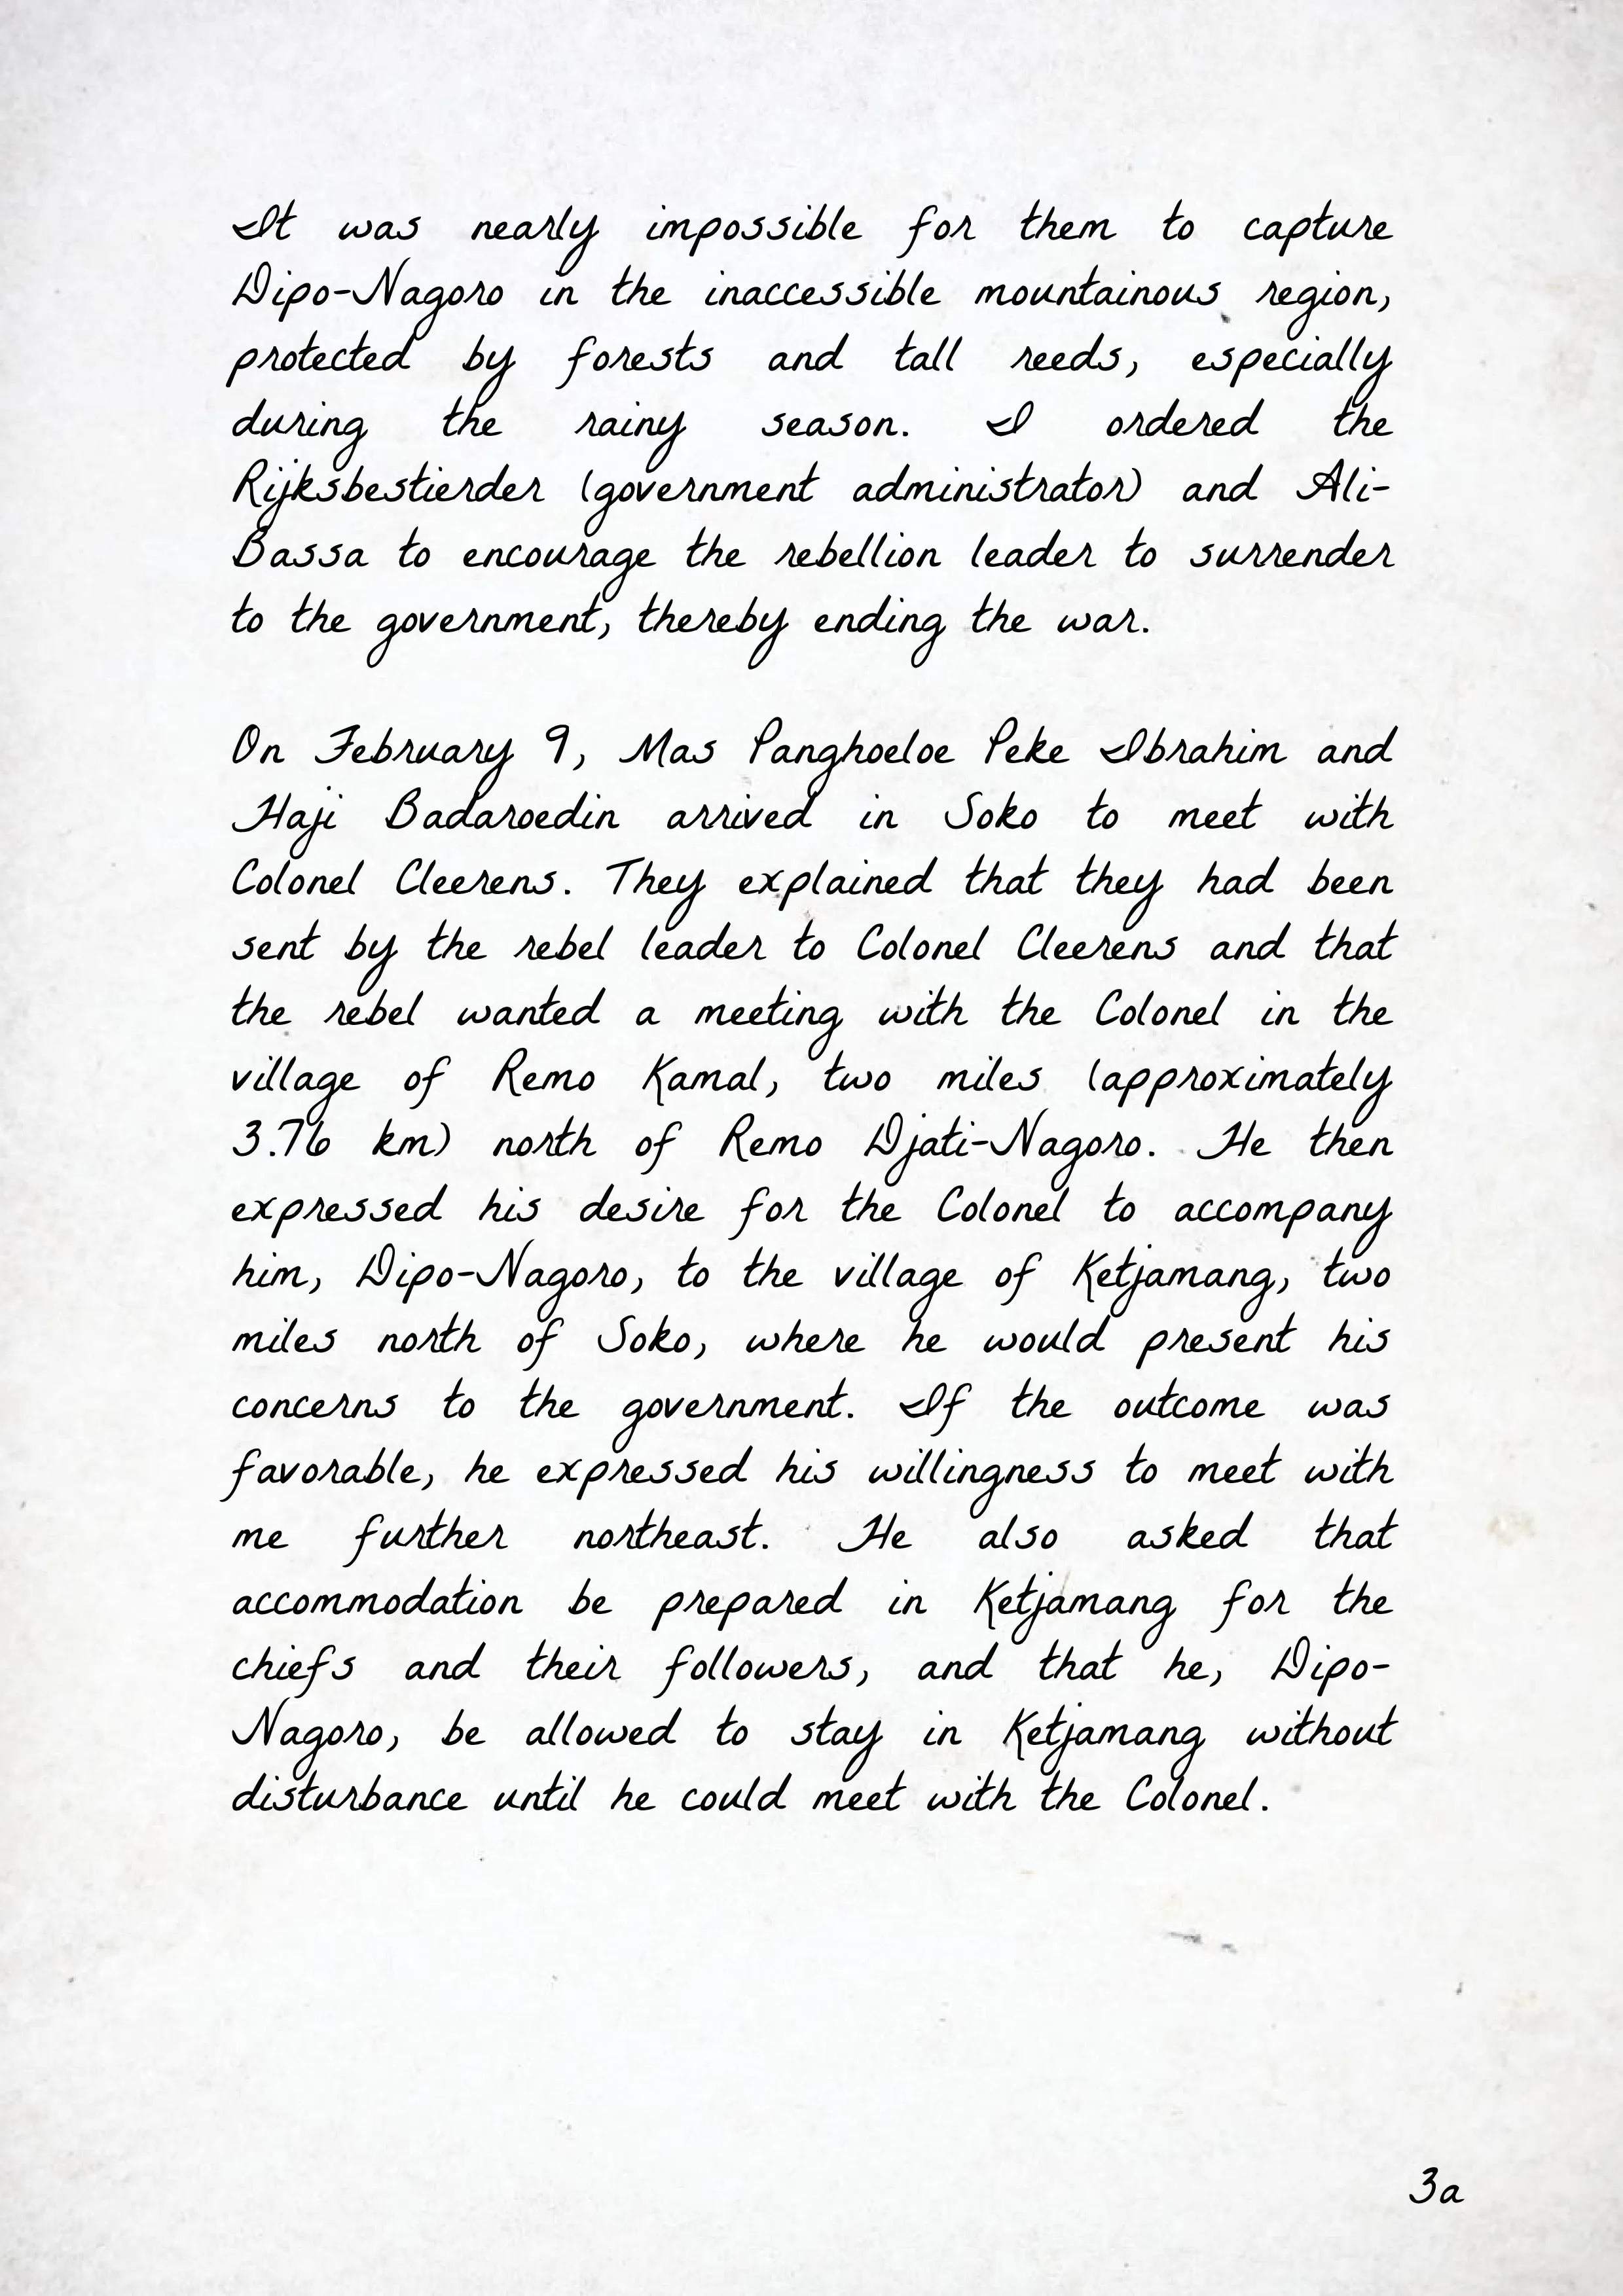 It was nearly impossible for them to capture
Dipo-Nagoro in the inaccessible mountainous region,
protected by forests and tall reeds, especially
during the rainy season. I ordered the
Rijksbestierder (government administrator) and Ali-
Bassa to encourage the rebellion leader to surrender
to the government, thereby ending the war.

On February 9, Mas Panghoeloe Peke Ibrahim and
Haji Badaroedin arrived in Soko to meet with
Colonel Cleerens. They explained that they had been
sent by the rebel leader to Colonel Cleerens and that
the rebel wanted a meeting with the Colonel in the
village of Remo Kamal, two miles (approximately
3.76 km) north of Remo Djati-Nagoro. He then
expressed his desire for the Colonel to accompany
him, Dipo-Nagoro, to the village of Ketjamang, two
miles north of Soko, where he would present his
concerns to the government. If the outcome was
favorable, he expressed his willingness to meet with
me further northeast. He also asked that
accommodation be prepared in Ketjamang for the
chiefs and their followers, and that he, Dipo-
Nagoro, be allowed to stay in Ketjamang without
disturbance until he could meet with the Colonel.

3a